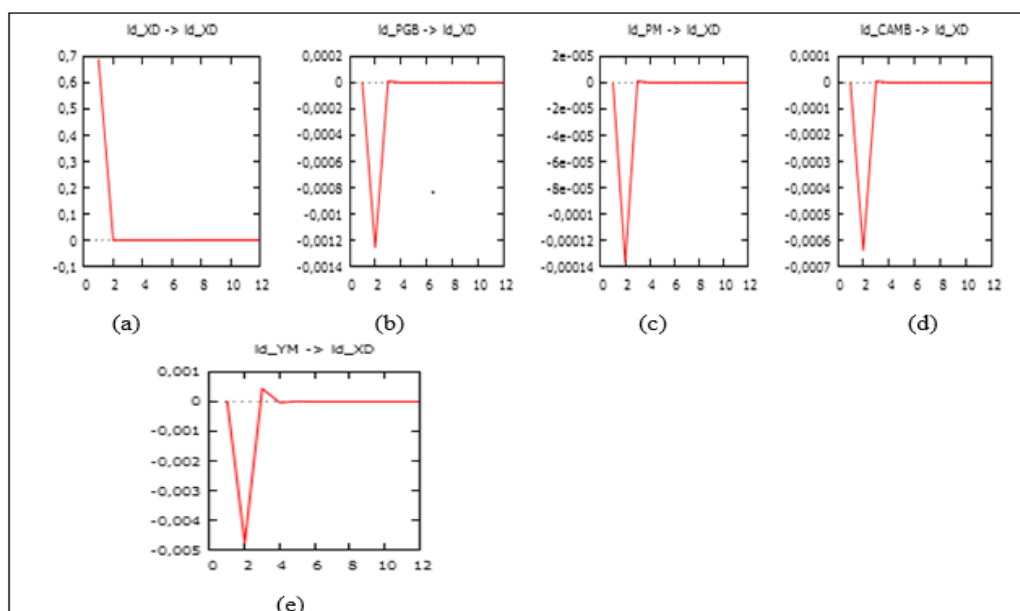 ld_XD -> ld_XD
0,7
0,6
0,5
0,4
0,3
0,2
0,1
0
-0,1
0 2 4 6 8 10 12
(a)
ld_PGB -> ld_XD
0,0002
0
-0,0002
-0,0004
-0,0006
-0,0008
-0,001
-0,0012
-0,0014
0 2 4 6 8 10 12
(b)
ld_PM -> ld_XD
2e-005
0
-2e-005
-4e-005
-6e-005
-8e-005
-0,0001
-0,00012
-0,00014
0 2 4 6 8 10 12
(c)
ld_CAMB -> ld_XD
0,0001
0
-0,0001
-0,0002
-0,0003
-0,0004
-0,0005
-0,0006
-0,0007
0 2 4 6 8 10 12
(d)
ld_YM -> ld_XD
0,001
0
-0,001
-0,002
-0,003
-0,004
-0,005
0 2 4 6 8 10 12
(e)